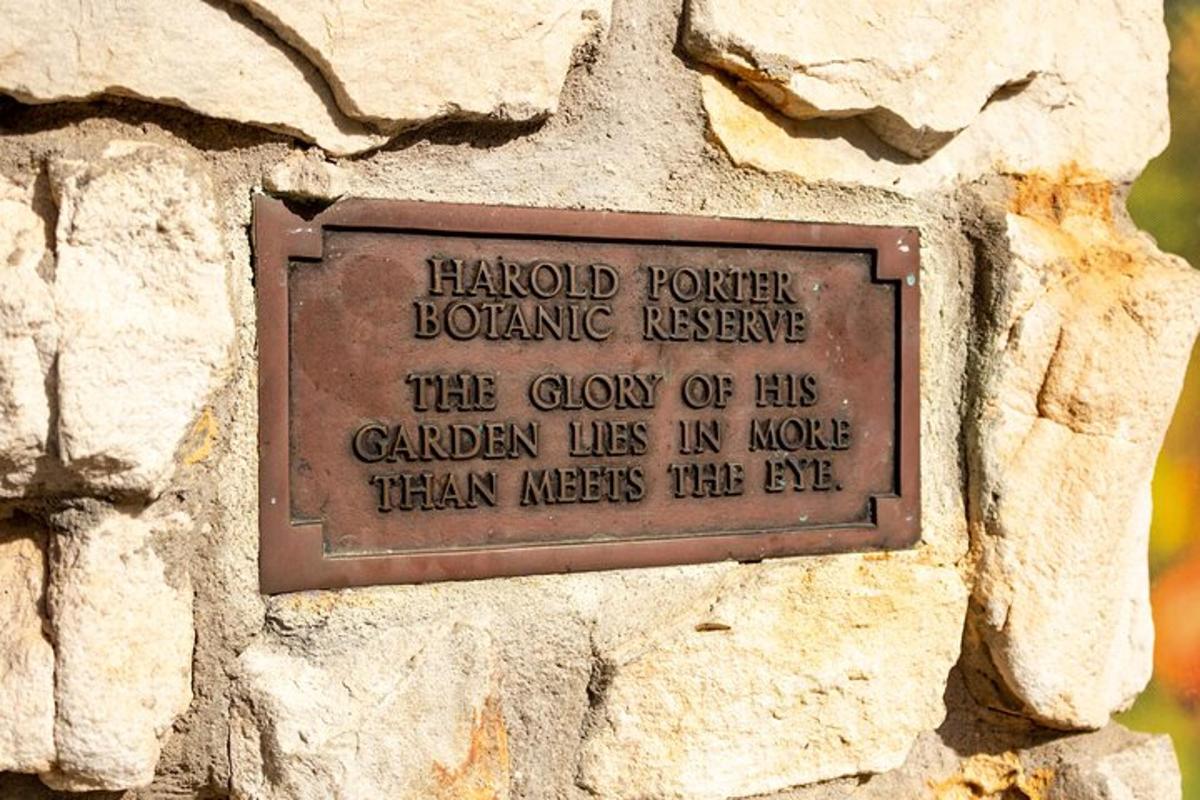 HAROLD PORTER
BOTANIC RESERVE
THE GLORY OF HIS
GARDEN LIES IN MORE
THAN MEETS THE EYE.